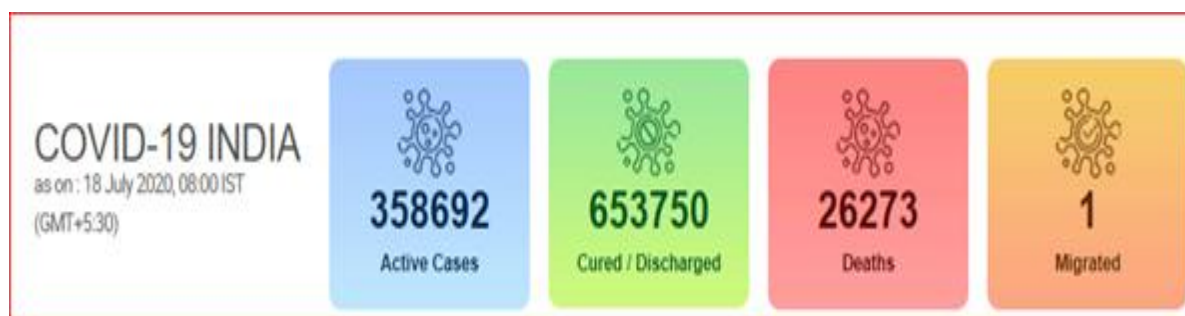 COVID-19 INDIA
as on : 18 July 2020, 08:00 IST
(GMT+5:30)
358692
Active Cases
653750
Cured / Discharged
26273
Deaths
1
Migrated